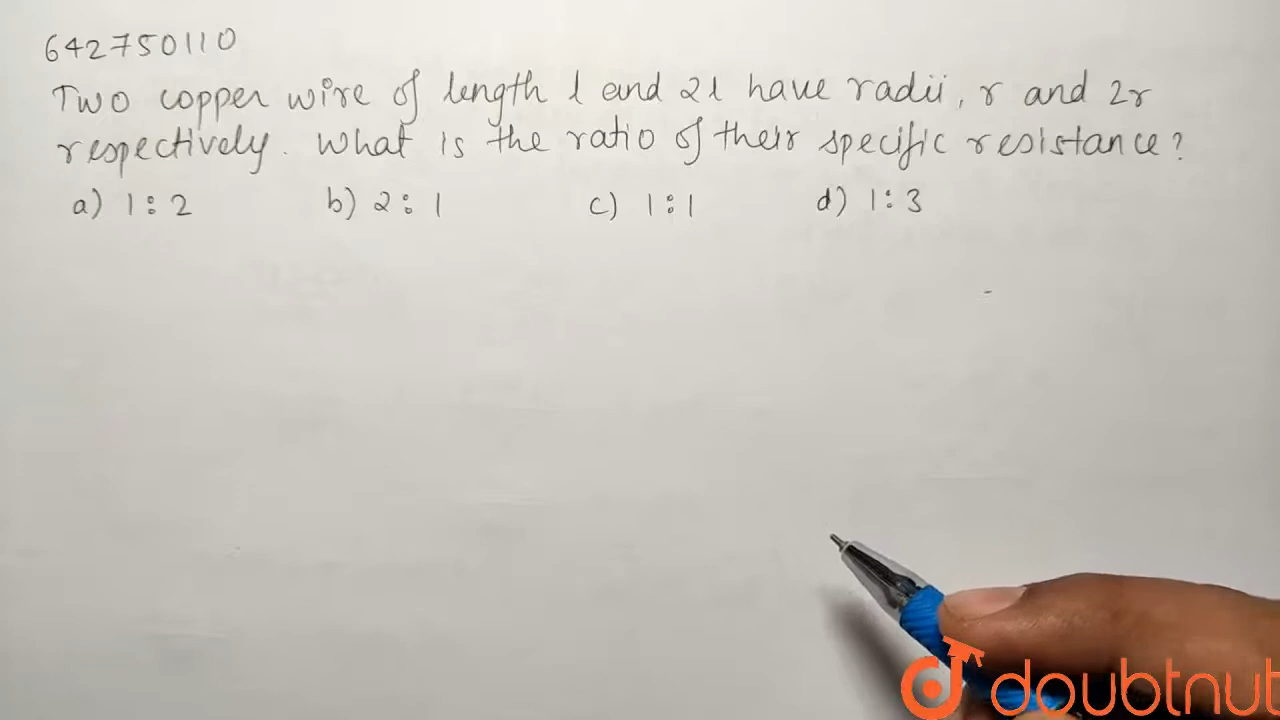 642750110
Two copper wire of length l and 2l have radii, r and 2r
respectively. What is the ratio of their specific resistance?
a) 1:2 b) 2:1 c) 1:1 d) 1:3
doubtnut